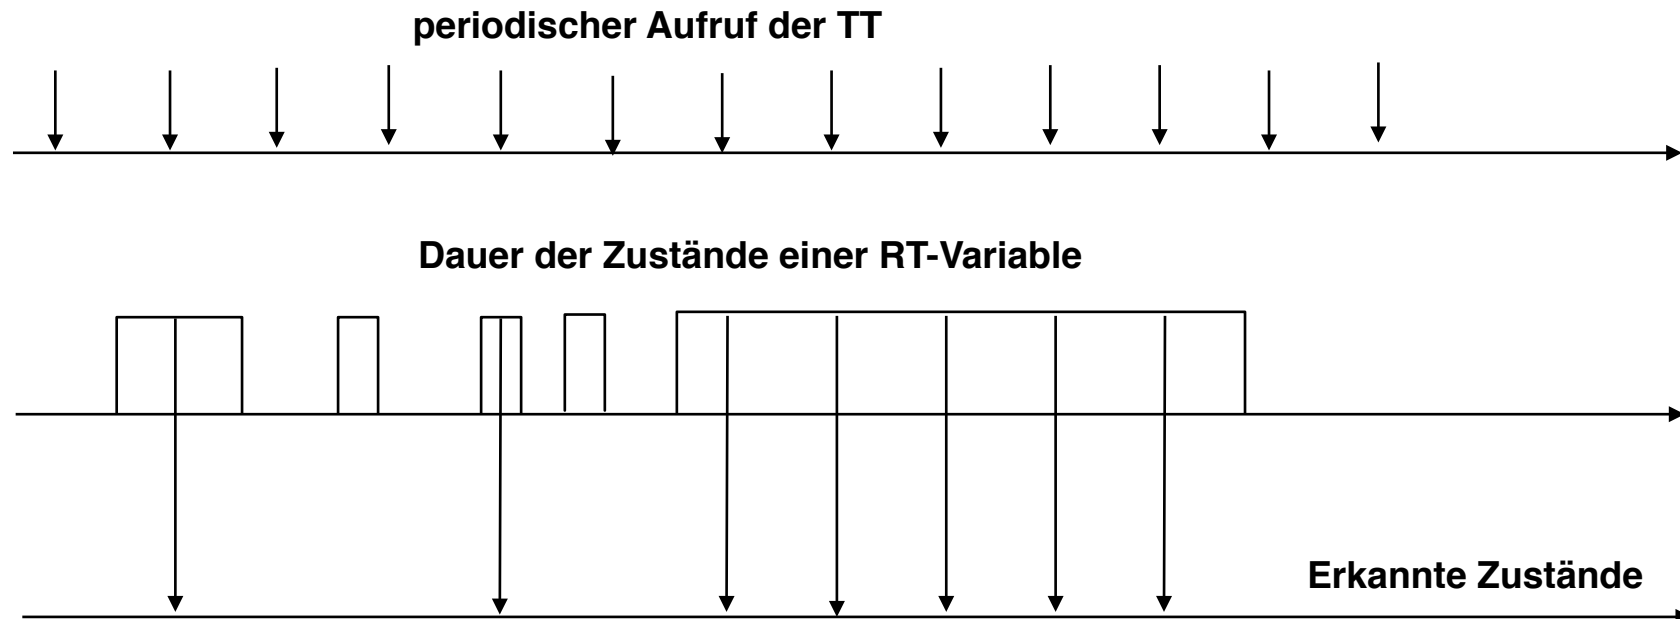 periodischer Aufruf der TT
Dauer der Zustände einer RT-Variable
Erkannte Zustände